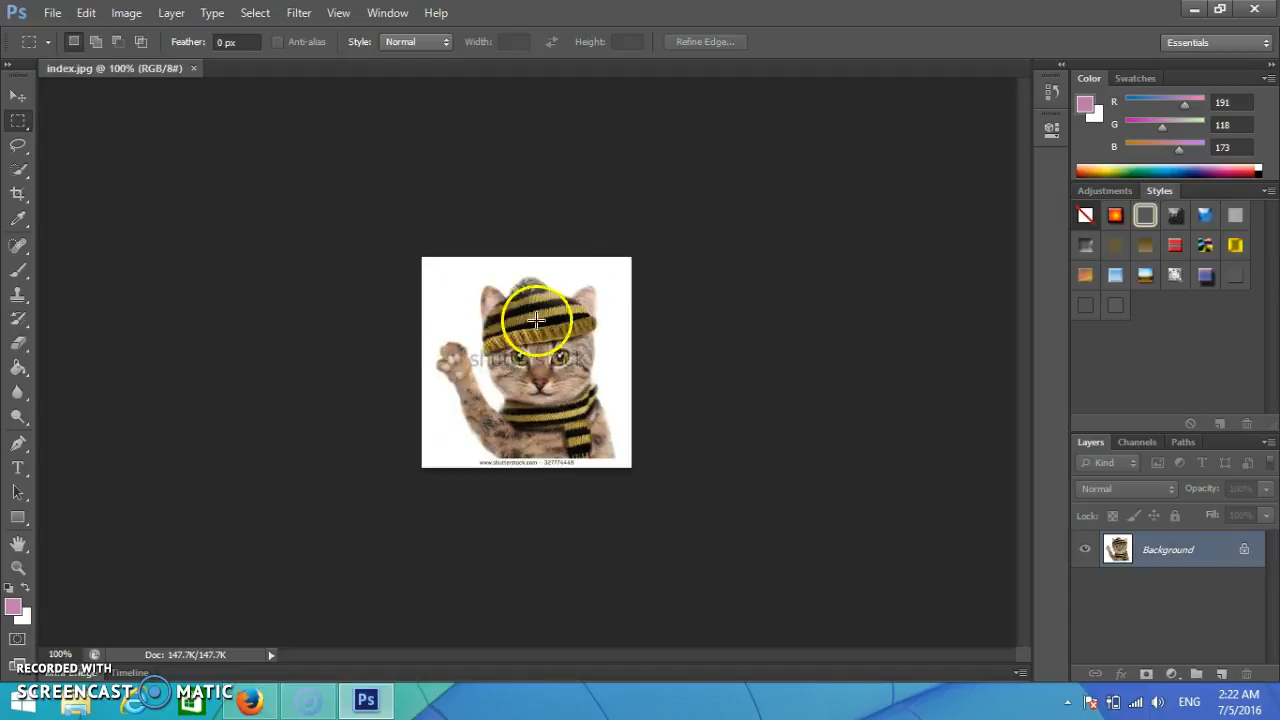 Ps File Edit Image Layer Type Select Filter View Window Help
Feather: 0 px Anti-alias Style: Normal Width: Height: Refine Edge... Essentials
index.jpg @ 100% (RGB/8#) ×
Color Swatches
R 191
G 118
B 173
Adjustments Styles
shutterstock
www.shutterstock.com · 327774449
Layers Channels Paths
Kind
Normal Opacity: 100%
Lock: Fill: 100%
Background
100% Doc: 147.7K/147.7K
Timeline
RECORDED WITH
SCREENCAST MATIC
Ps
ENG
2:22 AM
7/5/2016